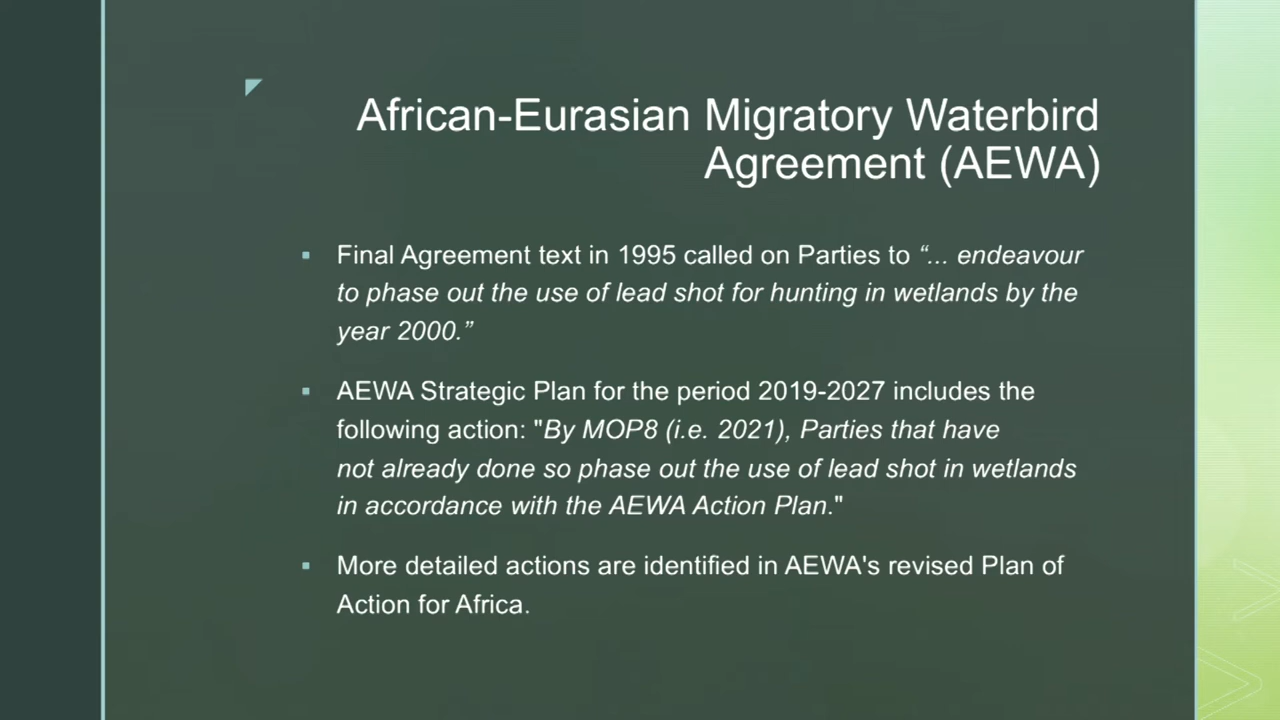 African-Eurasian Migratory Waterbird
Agreement (AEWA)
▪ Final Agreement text in 1995 called on Parties to “... endeavour
to phase out the use of lead shot for hunting in wetlands by the
year 2000.”
▪ AEWA Strategic Plan for the period 2019-2027 includes the
following action: "By MOP8 (i.e. 2021), Parties that have
not already done so phase out the use of lead shot in wetlands
in accordance with the AEWA Action Plan."
▪ More detailed actions are identified in AEWA's revised Plan of
Action for Africa.